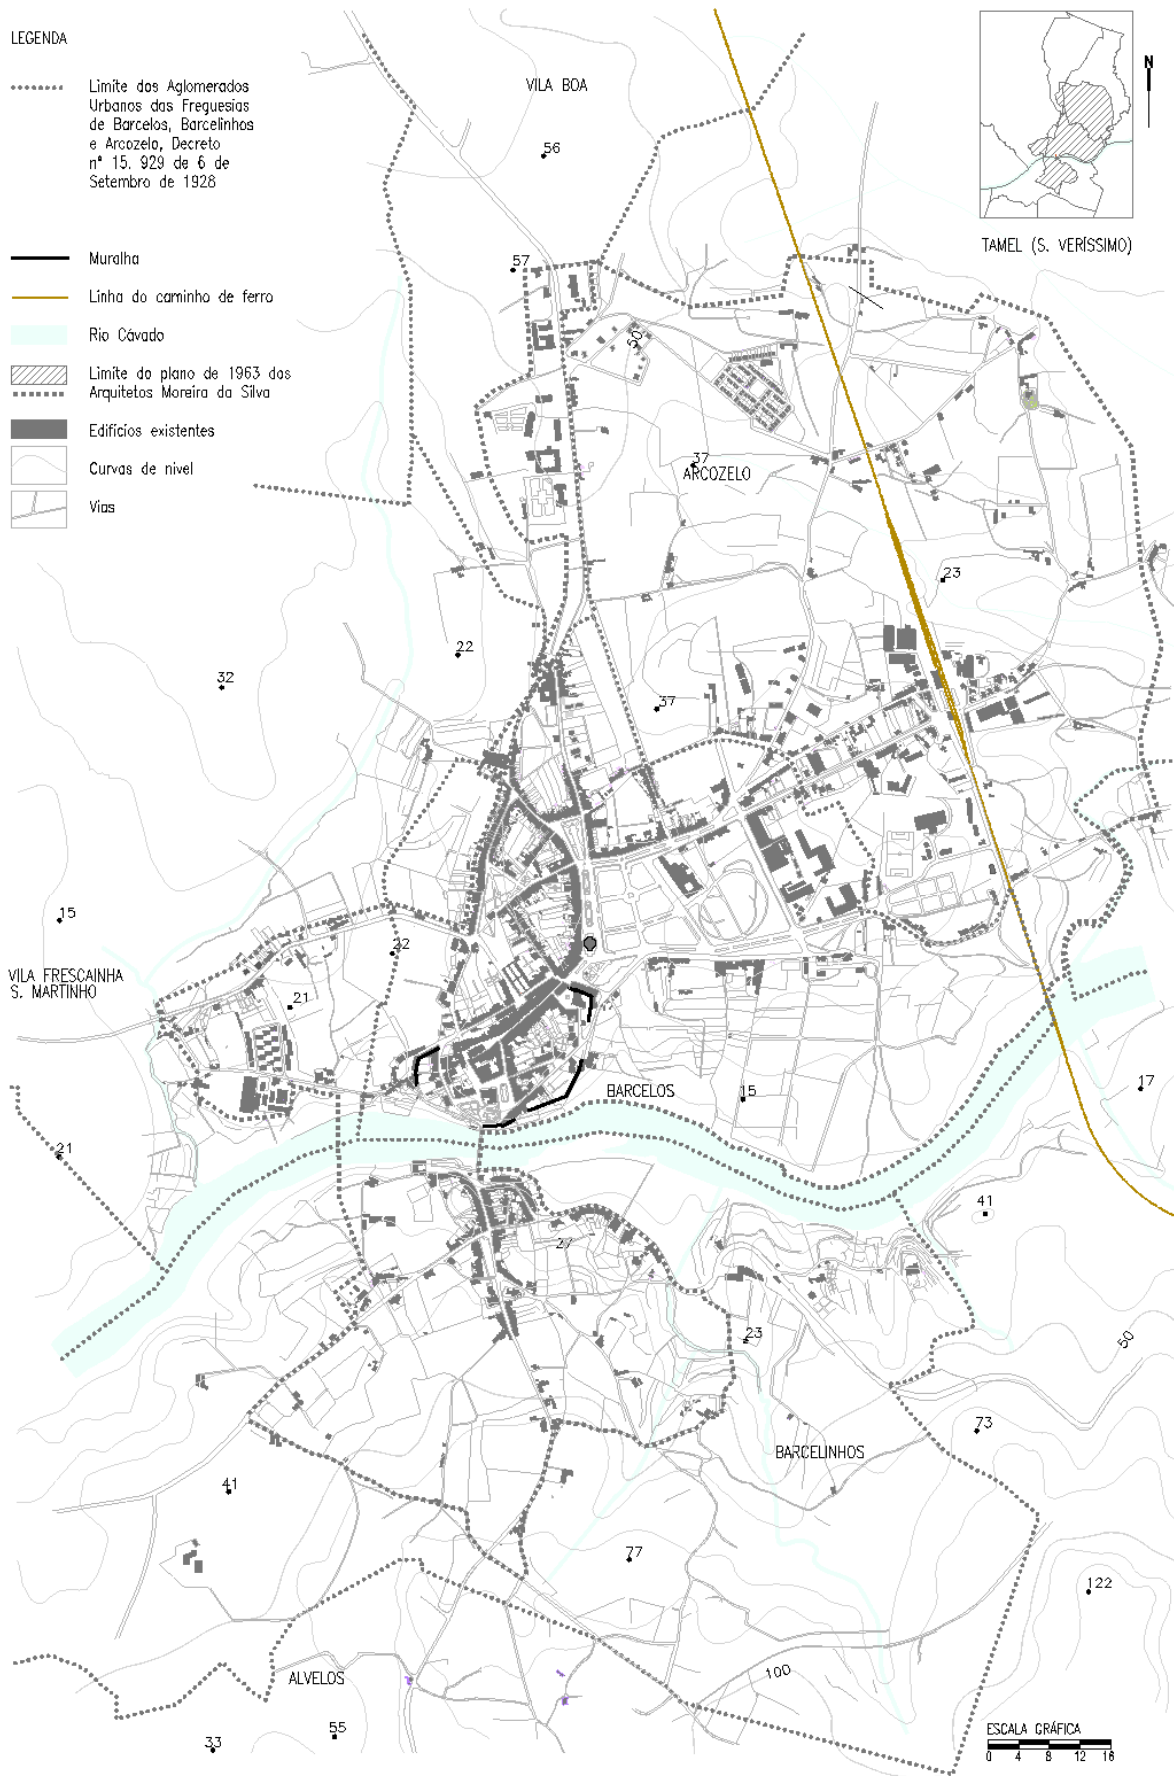 LEGENDA
Limite dos Aglomerados
Urbanos das Freguesias
de Barcelos, Barcelinhos
e Arcozelo, Decreto
nº 15. 929 de 6 de
Setembro de 1928
Muralha
Linha do caminho de ferro
Rio Cávado
Limite do plano de 1963 dos
Arquitetos Moreira da Silva
Edifícios existentes
Curvas de nivel
Vias
N
TAMEL (S. VERÍSSIMO)
VILA BOA
56
57
50
37
ARCOZELO
23
22
32
37
15
22
VILA FRESCAINHA
S. MARTINHO
21
BARCELOS
15
17
21
41
27
23
50
73
BARCELINHOS
41
77
122
100
ALVELOS
55
33
ESCALA GRÁFICA
0 4 8 12 16